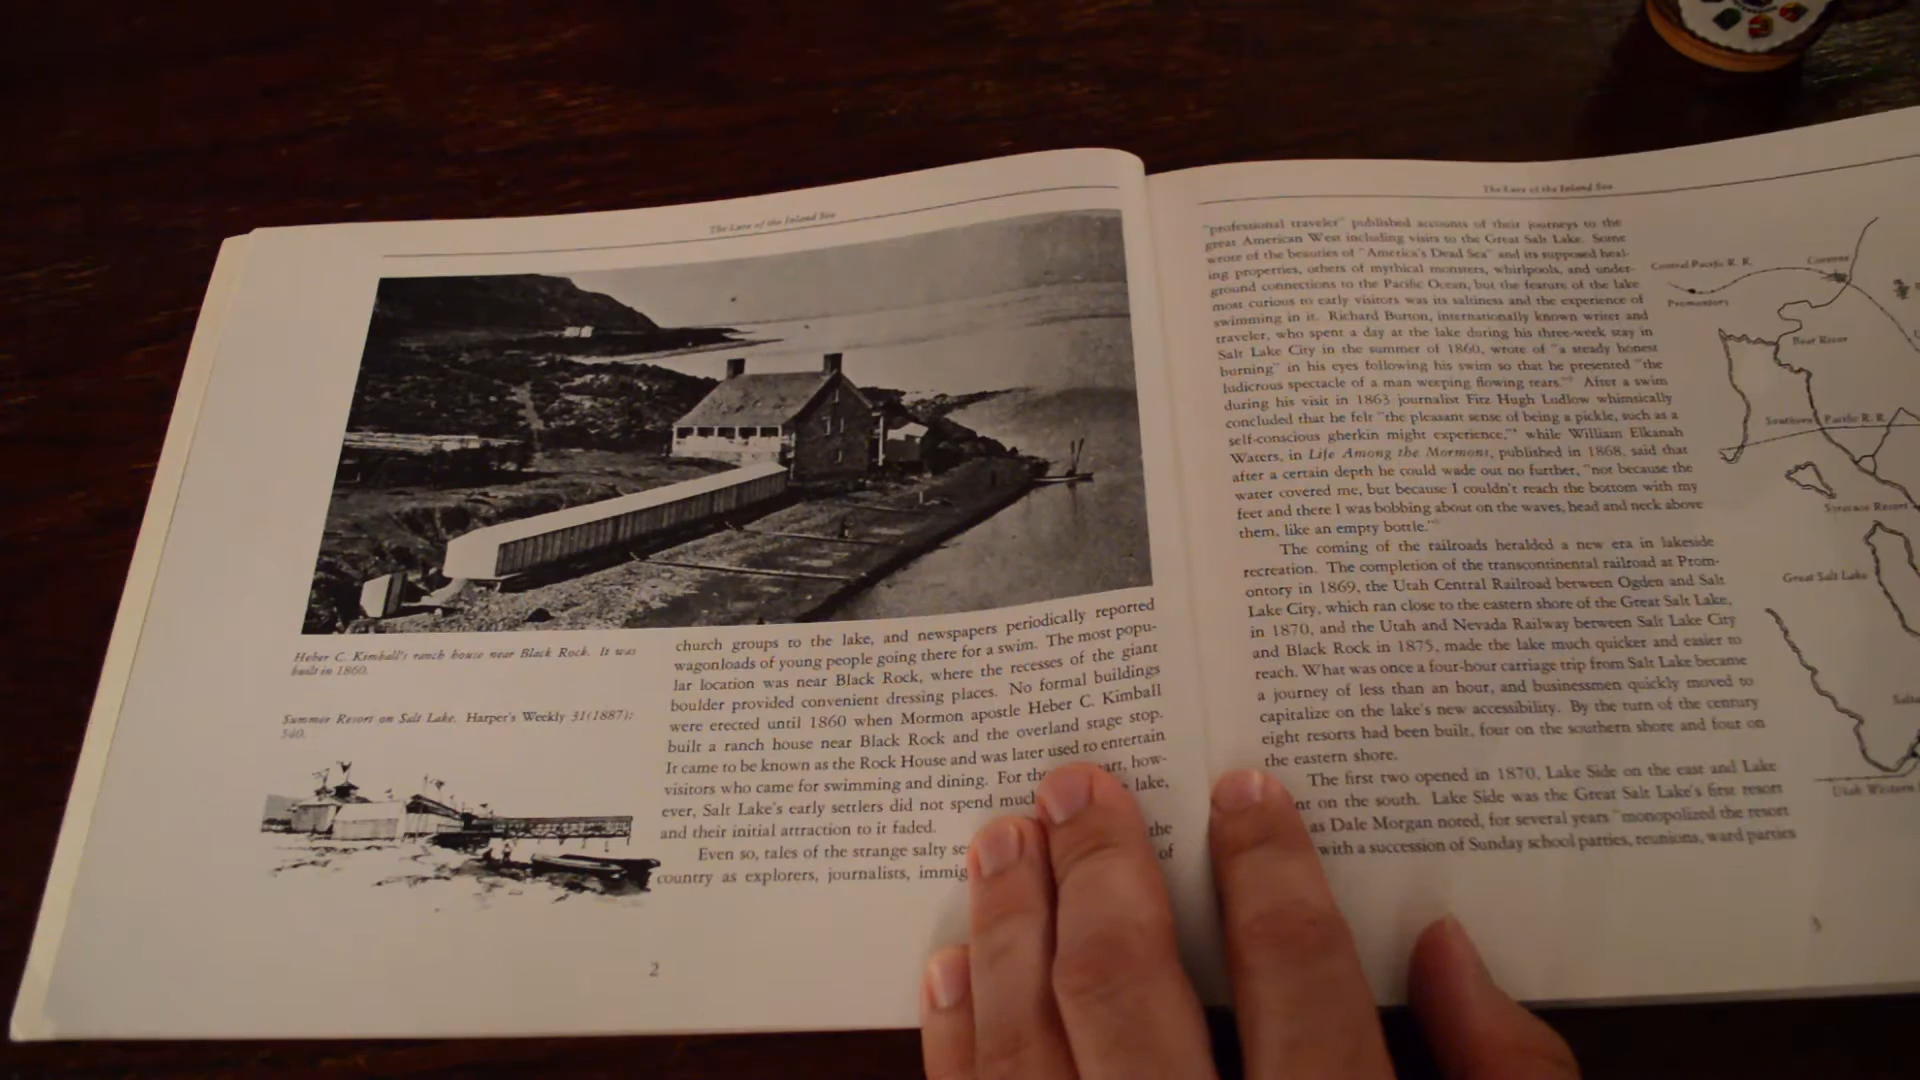 The Lure of the Inland Sea
Heber C. Kimball's ranch house near Black Rock. It was
built in 1860.
Summer Resort on Salt Lake. Harper's Weekly 31(1887):
540.
church groups to the lake, and newspapers periodically reported
wagonloads of young people going there for a swim. The most popu-
lar location was near Black Rock, where the recesses of the giant
boulder provided convenient dressing places. No formal buildings
were erected until 1860 when Mormon apostle Heber C. Kimball
built a ranch house near Black Rock and the overland stage stop.
It came to be known as the Rock House and was later used to entertain
visitors who came for swimming and dining. For how-
ever, Salt Lake's early settlers did not spend lake,
and their initial attraction to it faded.
Even so, tales of the strange salty the
country as explorers, journalists, of
2
The Lure of the Inland Sea
"professional traveler" published accounts of their journeys to the
great American West including visits to the Great Salt Lake. Some
wrote of the beauties of "America's Dead Sea" and its supposed heal-
ing properties, others of mythical monsters, whirlpools, and under-
ground connections to the Pacific Ocean, but the feature of the lake
most curious to early visitors was its saltiness and the experience of
swimming in it. Richard Burton, internationally known writer and
traveler, who spent a day at the lake during his three-week stay in
Salt Lake City in the summer of 1860, wrote of "a steady honest
burning" in his eyes following his swim so that he presented "the
ludicrous spectacle of a man weeping flowing tears." After a swim
during his visit in 1863 journalist Fitz Hugh Ludlow whimsically
concluded that he felt "the pleasant sense of being a pickle, such as a
self-conscious gherkin might experience," while William Elkanah
Waters, in Life Among the Mormons, published in 1868, said that
after a certain depth he could wade out no further, "not because the
water covered me, but because I couldn't reach the bottom with my
feet and there I was bobbing about on the waves, head and neck above
them, like an empty bottle."
The coming of the railroads heralded a new era in lakeside
recreation. The completion of the transcontinental railroad at Prom-
ontory in 1869, the Utah Central Railroad between Ogden and Salt
Lake City, which ran close to the eastern shore of the Great Salt Lake,
in 1870, and the Utah and Nevada Railway between Salt Lake City
and Black Rock in 1875, made the lake much quicker and easier to
reach. What was once a four-hour carriage trip from Salt Lake became
a journey of less than an hour, and businessmen quickly moved to
capitalize on the lake's new accessibility. By the turn of the century
eight resorts had been built, four on the southern shore and four on
the eastern shore.
The first two opened in 1870, Lake Side on the east and Lake
on the south. Lake Side was the Great Salt Lake's first resort
as Dale Morgan noted, for several years "monopolized the resort
with a succession of Sunday school parties, reunions, ward parties
3
Central Pacific R. R.
Corinne
Promontory
Bear River
Southern Pacific R. R.
Syracuse Resort
Great Salt Lake
Utah Western